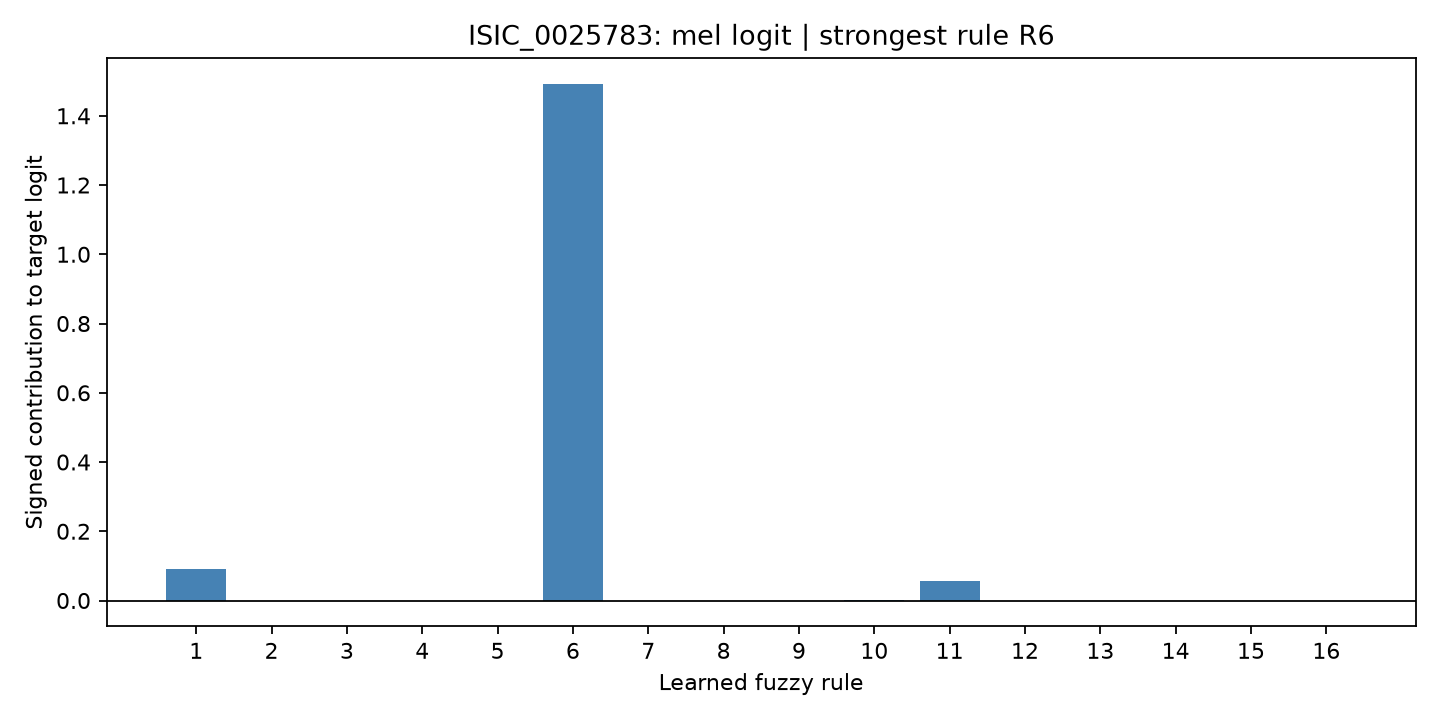 ISIC_0025783: mel logit | strongest rule R6
Signed contribution to target logit
1.4
1.2
1.0
0.8
0.6
0.4
0.2
0.0
1 2 3 4 5 6 7 8 9 10 11 12 13 14 15 16
Learned fuzzy rule